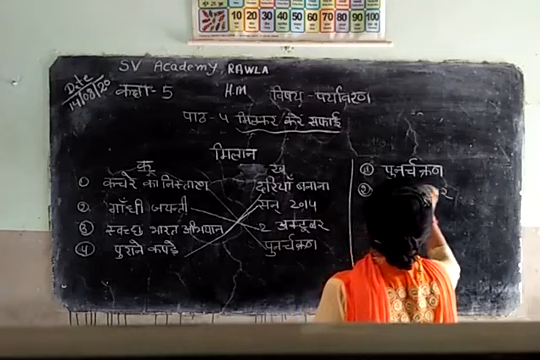 10 20 30 40 50 60 70 80 90 100
SV Academy, RAWLA
Date 14/08/20
कक्षा - 5 H.M विषय - पर्यावरण
पाठ - 4 मिलकर करे सफाई
मिलान
क ख
① कचरे का निस्तारण दरियाँ बनाना
② गाँधी जयन्ती सन् 2014
③ स्वच्छ भारत अभियान 2 अक्टूबर
④ पुराने कपड़े पुनर्चक्रण
① पुनर्चक्रण
② 2